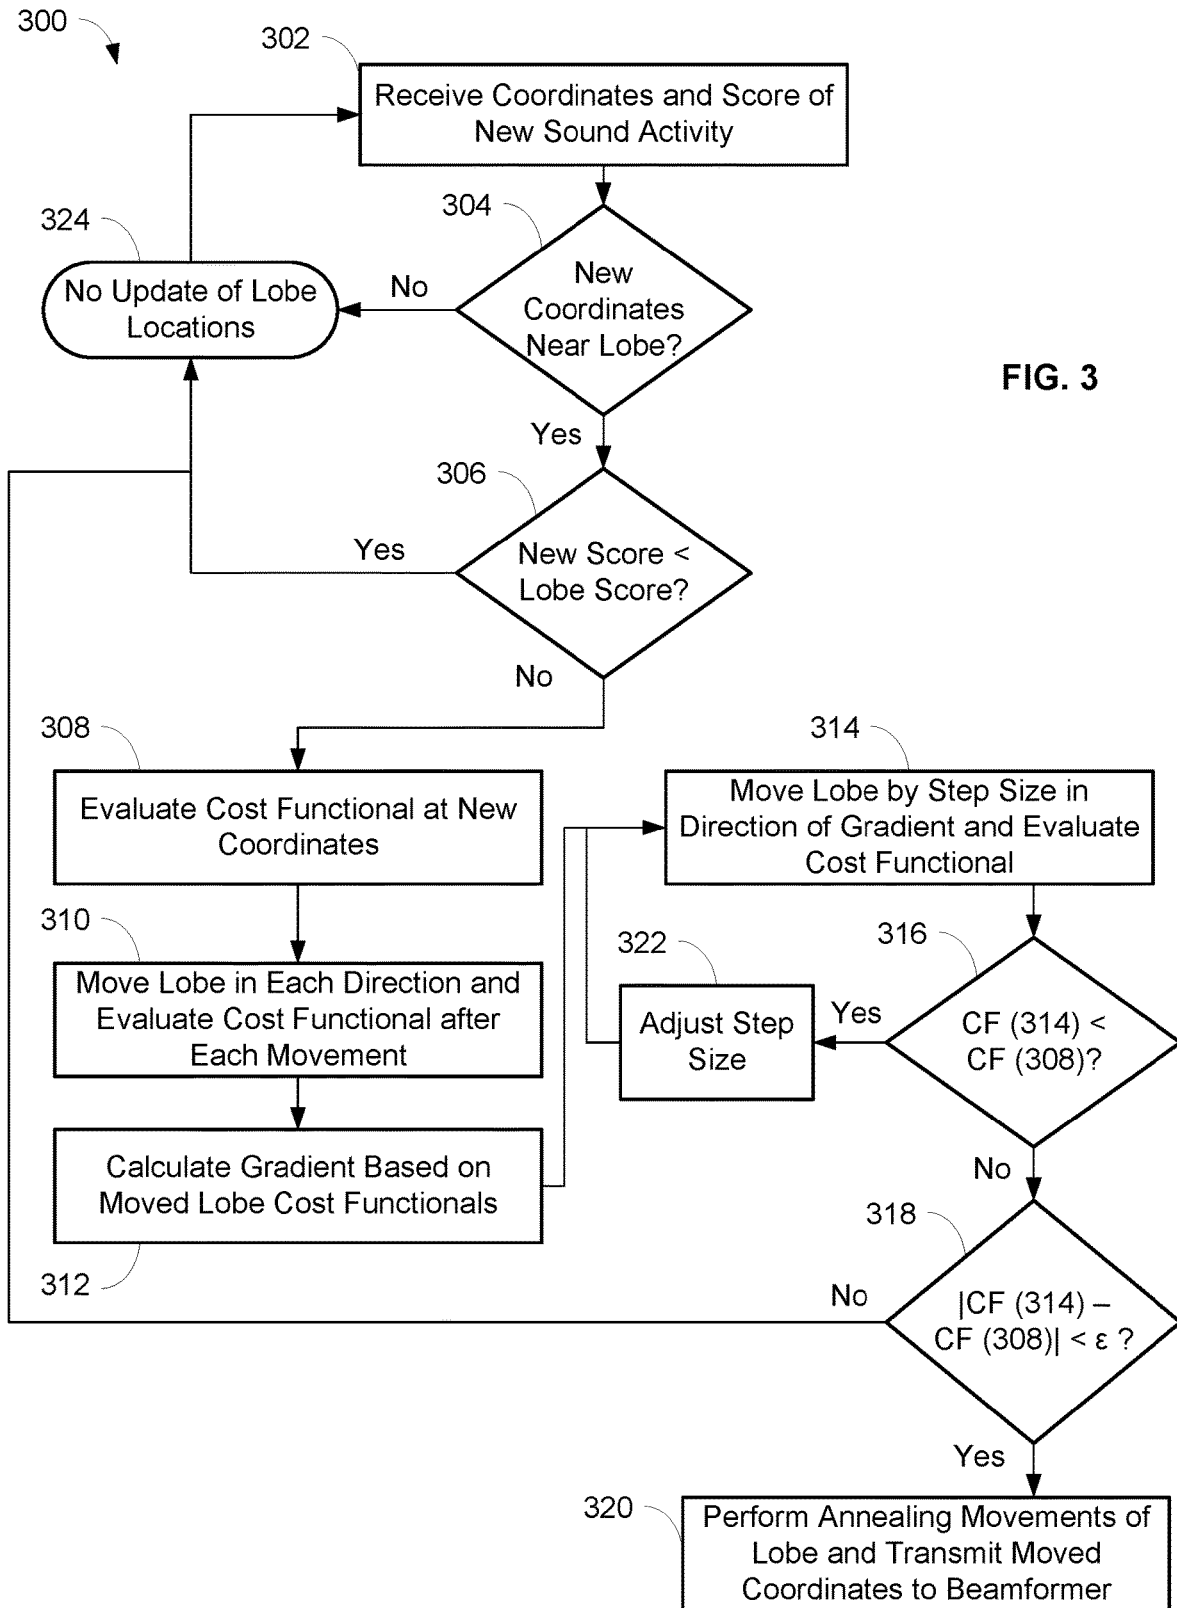 300
302
Receive Coordinates and Score of
New Sound Activity
304
324
New
Coordinates
Near Lobe?
No
No Update of Lobe
Locations
FIG. 3
Yes
306
New Score <
Lobe Score?
Yes
No
308
Evaluate Cost Functional at New
Coordinates
310
Move Lobe in Each Direction and
Evaluate Cost Functional after
Each Movement
Calculate Gradient Based on
Moved Lobe Cost Functionals
312
314
Move Lobe by Step Size in
Direction of Gradient and Evaluate
Cost Functional
316
CF (314) <
CF (308)?
Yes
322
Adjust Step
Size
No
318
|CF (314) –
CF (308)| < ε ?
No
Yes
320
Perform Annealing Movements of
Lobe and Transmit Moved
Coordinates to Beamformer